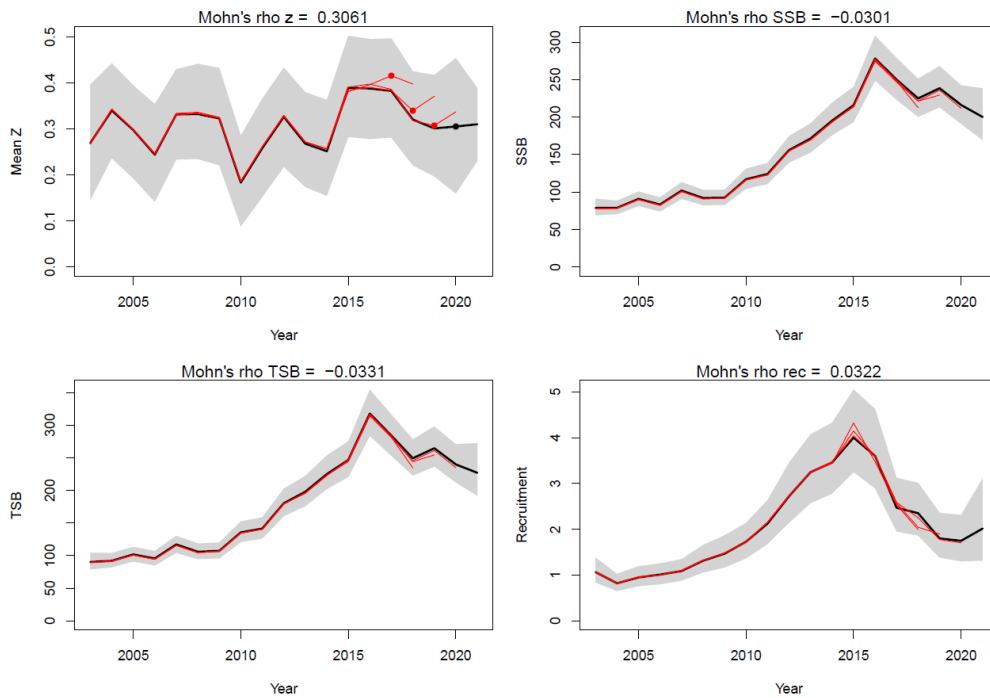 Mohn's rho z =  0.3061
Mean Z
0.0 0.1 0.2 0.3 0.4 0.5
2005 2010 2015 2020
Year
Mohn's rho SSB =  −0.0301
SSB
0 50 100 150 200 250 300
2005 2010 2015 2020
Year
Mohn's rho TSB =  −0.0331
TSB
0 50 100 200 300
2005 2010 2015 2020
Year
Mohn's rho rec =  0.0322
Recruitment
0 1 2 3 4 5
2005 2010 2015 2020
Year